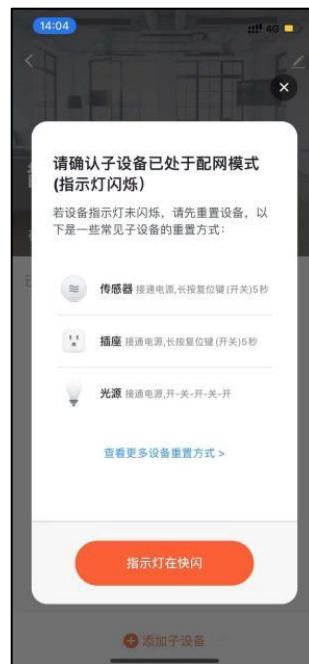 14:04
4G
请确认子设备已处于配网模式
(指示灯闪烁)
若设备指示灯未闪烁，请先重置设备，以
下是一些常见子设备的重置方式：
传感器 接通电源,长按复位键(开关)5秒
插座 接通电源,长按复位键(开关)5秒
光源 接通电源,开-关-开-关-开
查看更多设备重置方式 >
指示灯在快闪
添加子设备